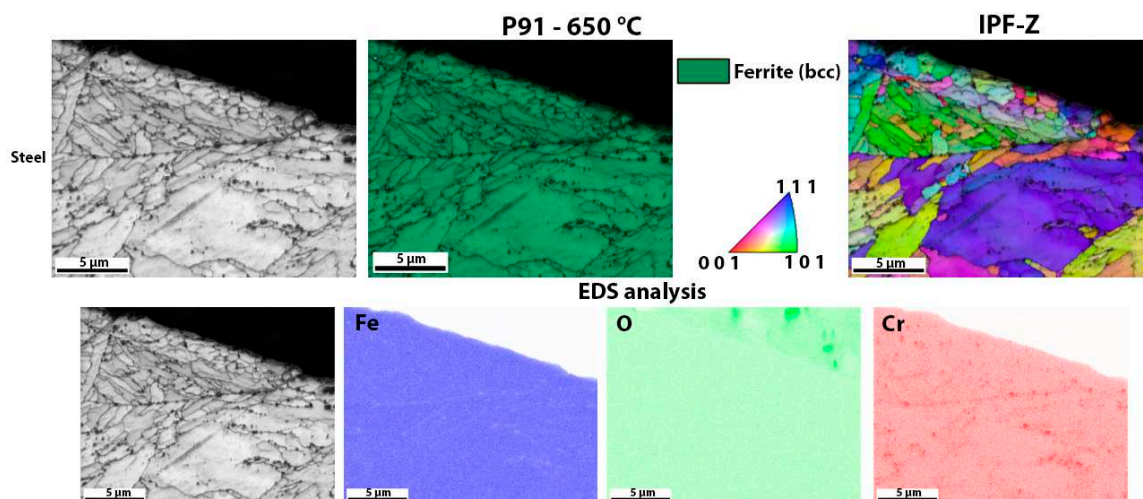 P91 - 650 °C
IPF-Z
Ferrite (bcc)
Steel
1 1 1
0 0 1
1 0 1
5 µm
5 µm
5 µm
EDS analysis
Fe
O
Cr
5 µm
5 µm
5 µm
5 µm